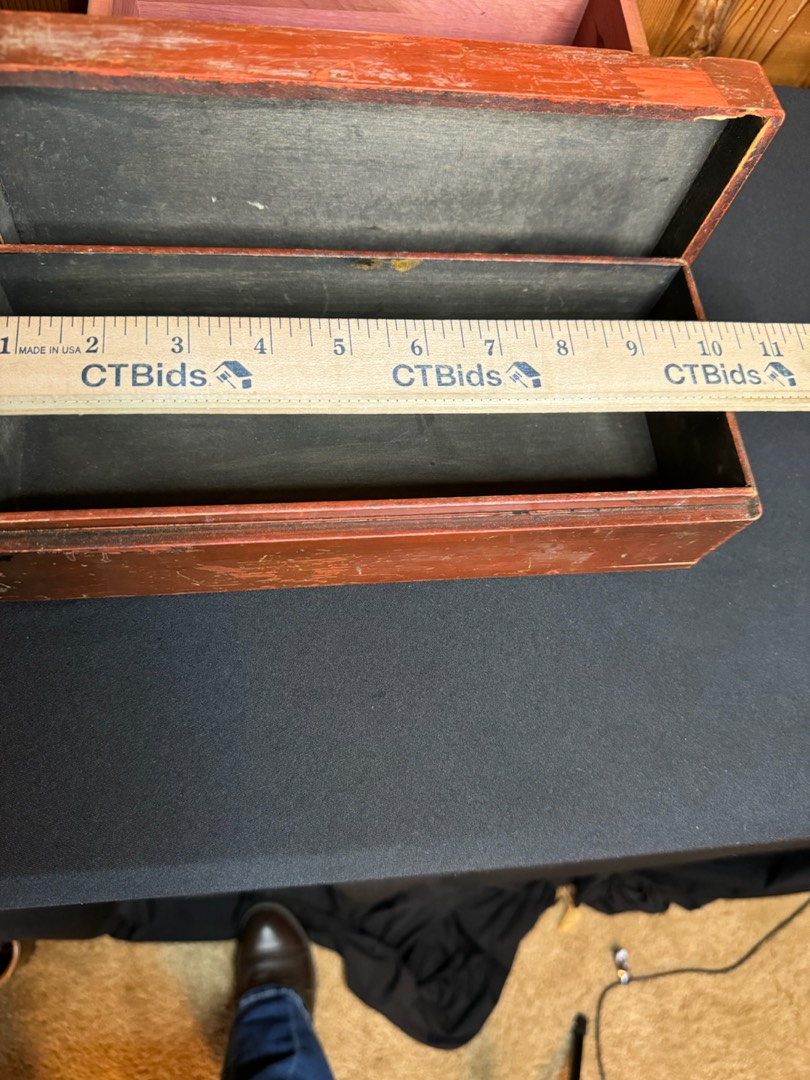 1 MADE IN USA 2 3 4 5 6 7 8 9 10 11
CTBids CTBids CTBids